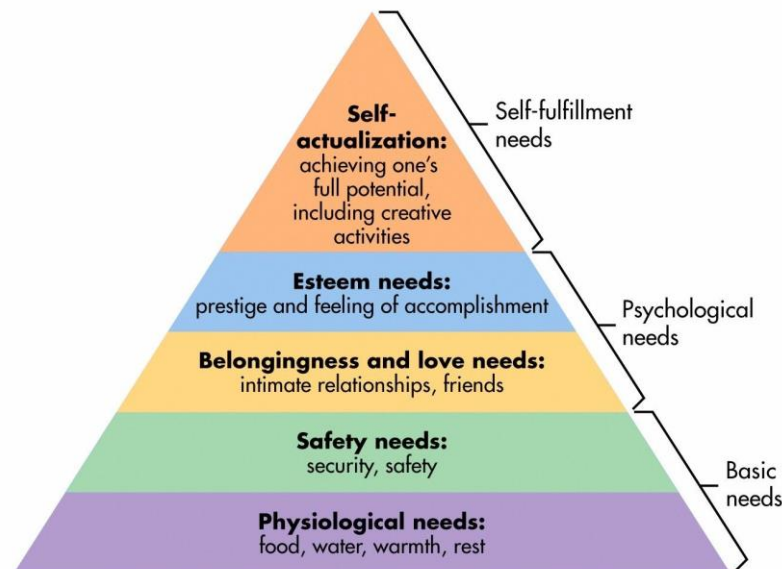 Self-
actualization:
achieving one's
full potential,
including creative
activities
Self-fulfillment
needs
Esteem needs:
prestige and feeling of accomplishment
Belongingness and love needs:
intimate relationships, friends
Psychological
needs
Safety needs:
security, safety
Physiological needs:
food, water, warmth, rest
Basic
needs